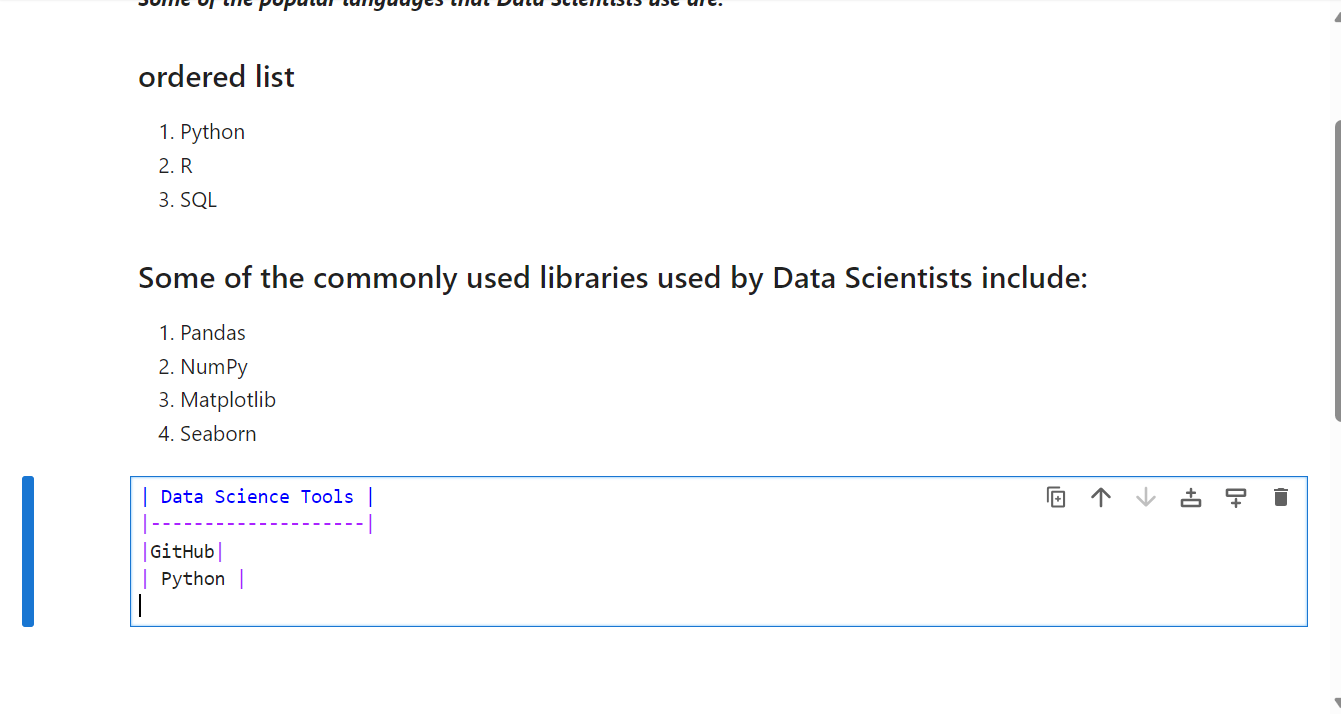 Some of the popular languages that Data Scientists use are:
ordered list
1. Python
2. R
3. SQL
Some of the commonly used libraries used by Data Scientists include:
1. Pandas
2. NumPy
3. Matplotlib
4. Seaborn
| Data Science Tools |
|--------------------|
|GitHub|
| Python |